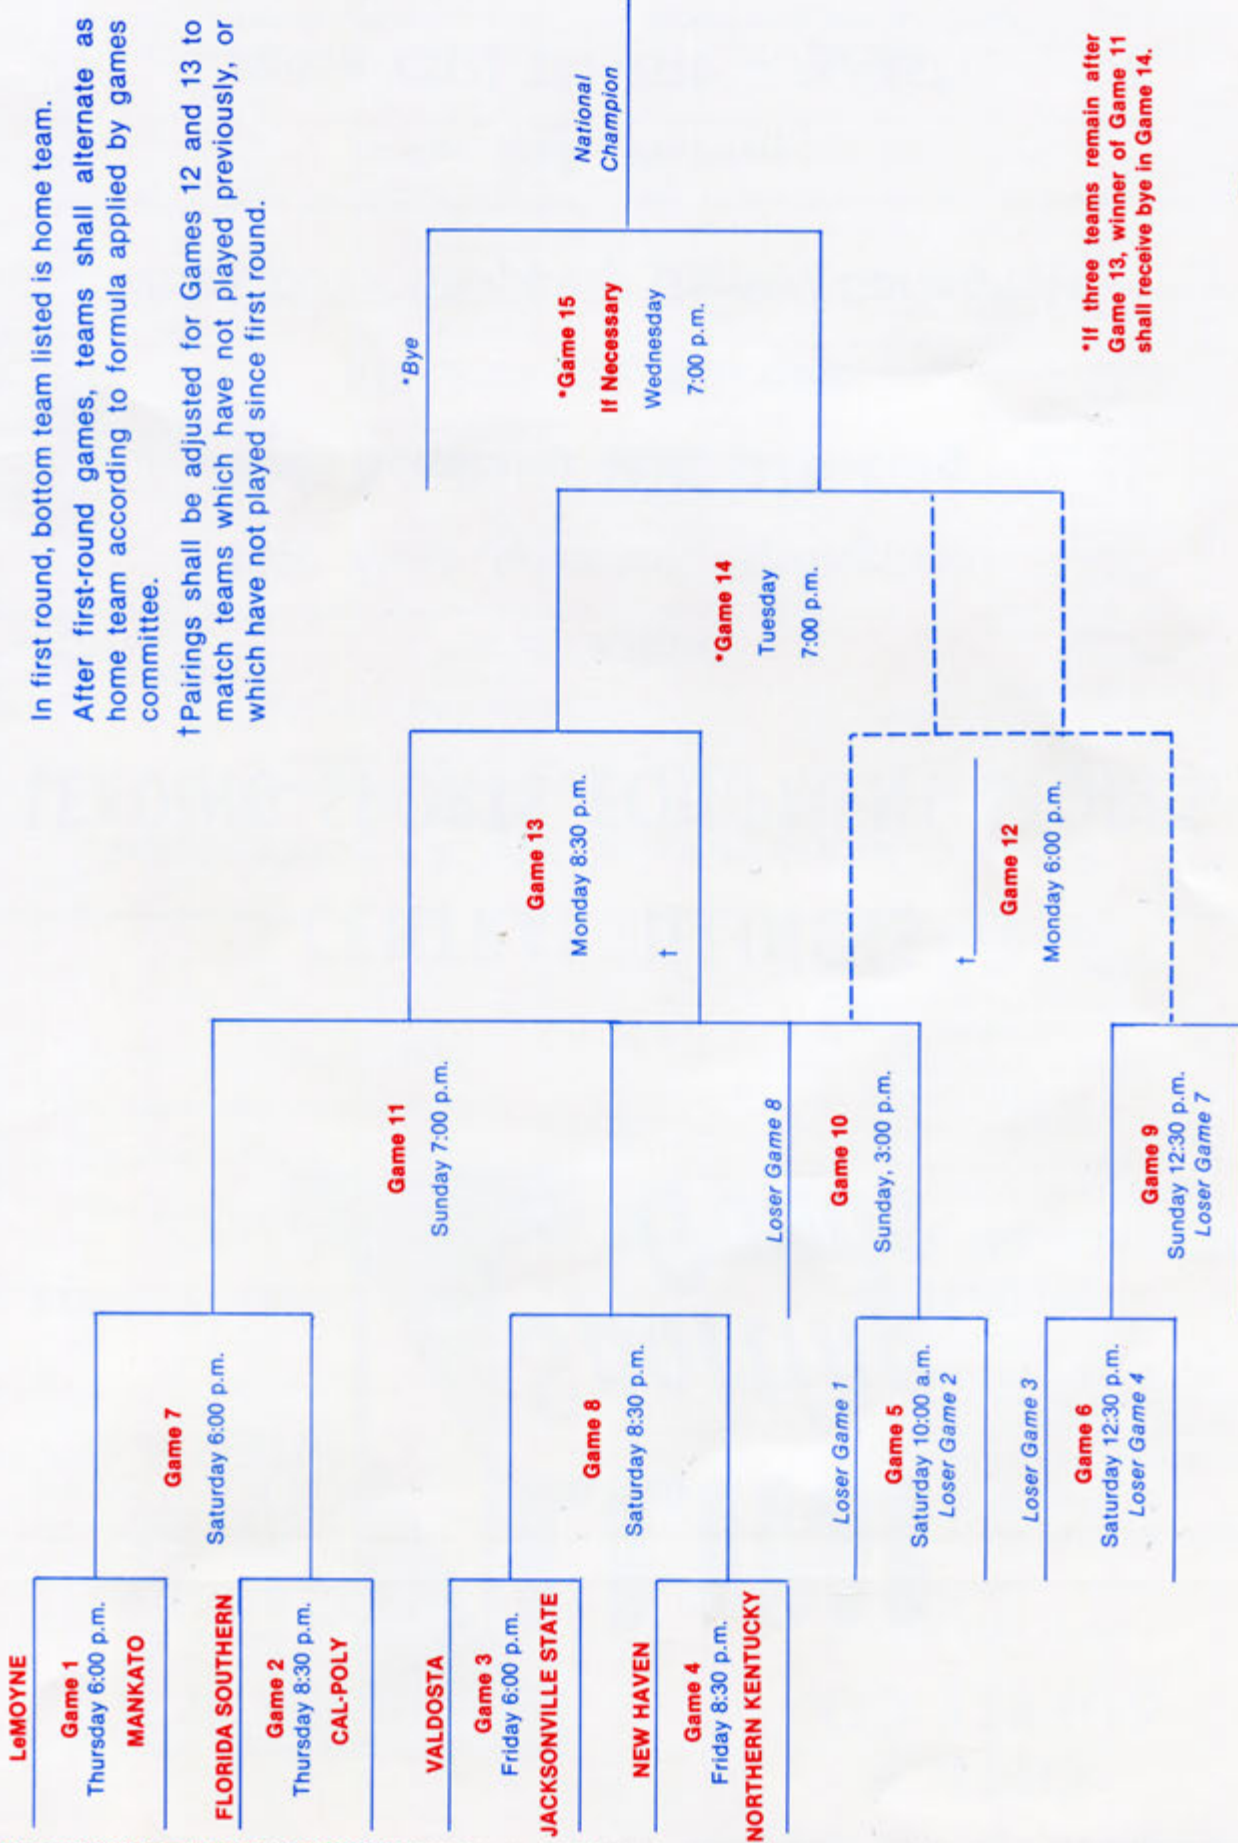 In first round, bottom team listed is home team.
After first-round games, teams shall alternate as
home team according to formula applied by games
committee.
†Pairings shall be adjusted for Games 12 and 13 to
match teams which have not played previously, or
which have not played since first round.
LeMOYNE
Game 1
Thursday 6:00 p.m.
MANKATO
FLORIDA SOUTHERN
Game 2
Thursday 8:30 p.m.
CAL-POLY
VALDOSTA
Game 3
Friday 6:00 p.m.
JACKSONVILLE STATE
NEW HAVEN
Game 4
Friday 8:30 p.m.
NORTHERN KENTUCKY
Game 7
Saturday 6:00 p.m.
Game 8
Saturday 8:30 p.m.
Loser Game 1
Game 5
Saturday 10:00 a.m.
Loser Game 2
Loser Game 3
Game 6
Saturday 12:30 p.m.
Loser Game 4
Game 11
Sunday 7:00 p.m.
Loser Game 8
Game 10
Sunday, 3:00 p.m.
Game 9
Sunday 12:30 p.m.
Loser Game 7
Game 13
Monday 8:30 p.m.
†
†
Game 12
Monday 6:00 p.m.
*Game 14
Tuesday
7:00 p.m.
*Bye
*Game 15
If Necessary
Wednesday
7:00 p.m.
National
Champion
*If three teams remain after
Game 13, winner of Game 11
shall receive bye in Game 14.